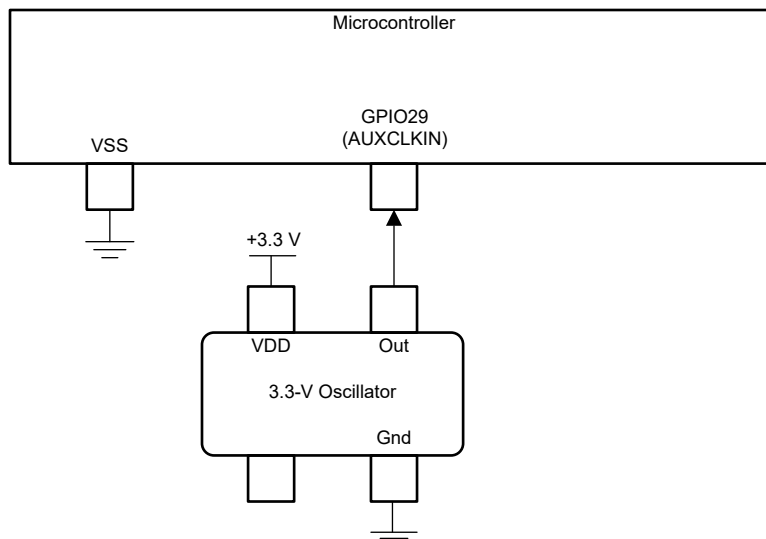 Microcontroller
GPIO29
(AUXCLKIN)
VSS
+3.3 V
VDD
Out
3.3-V Oscillator
Gnd